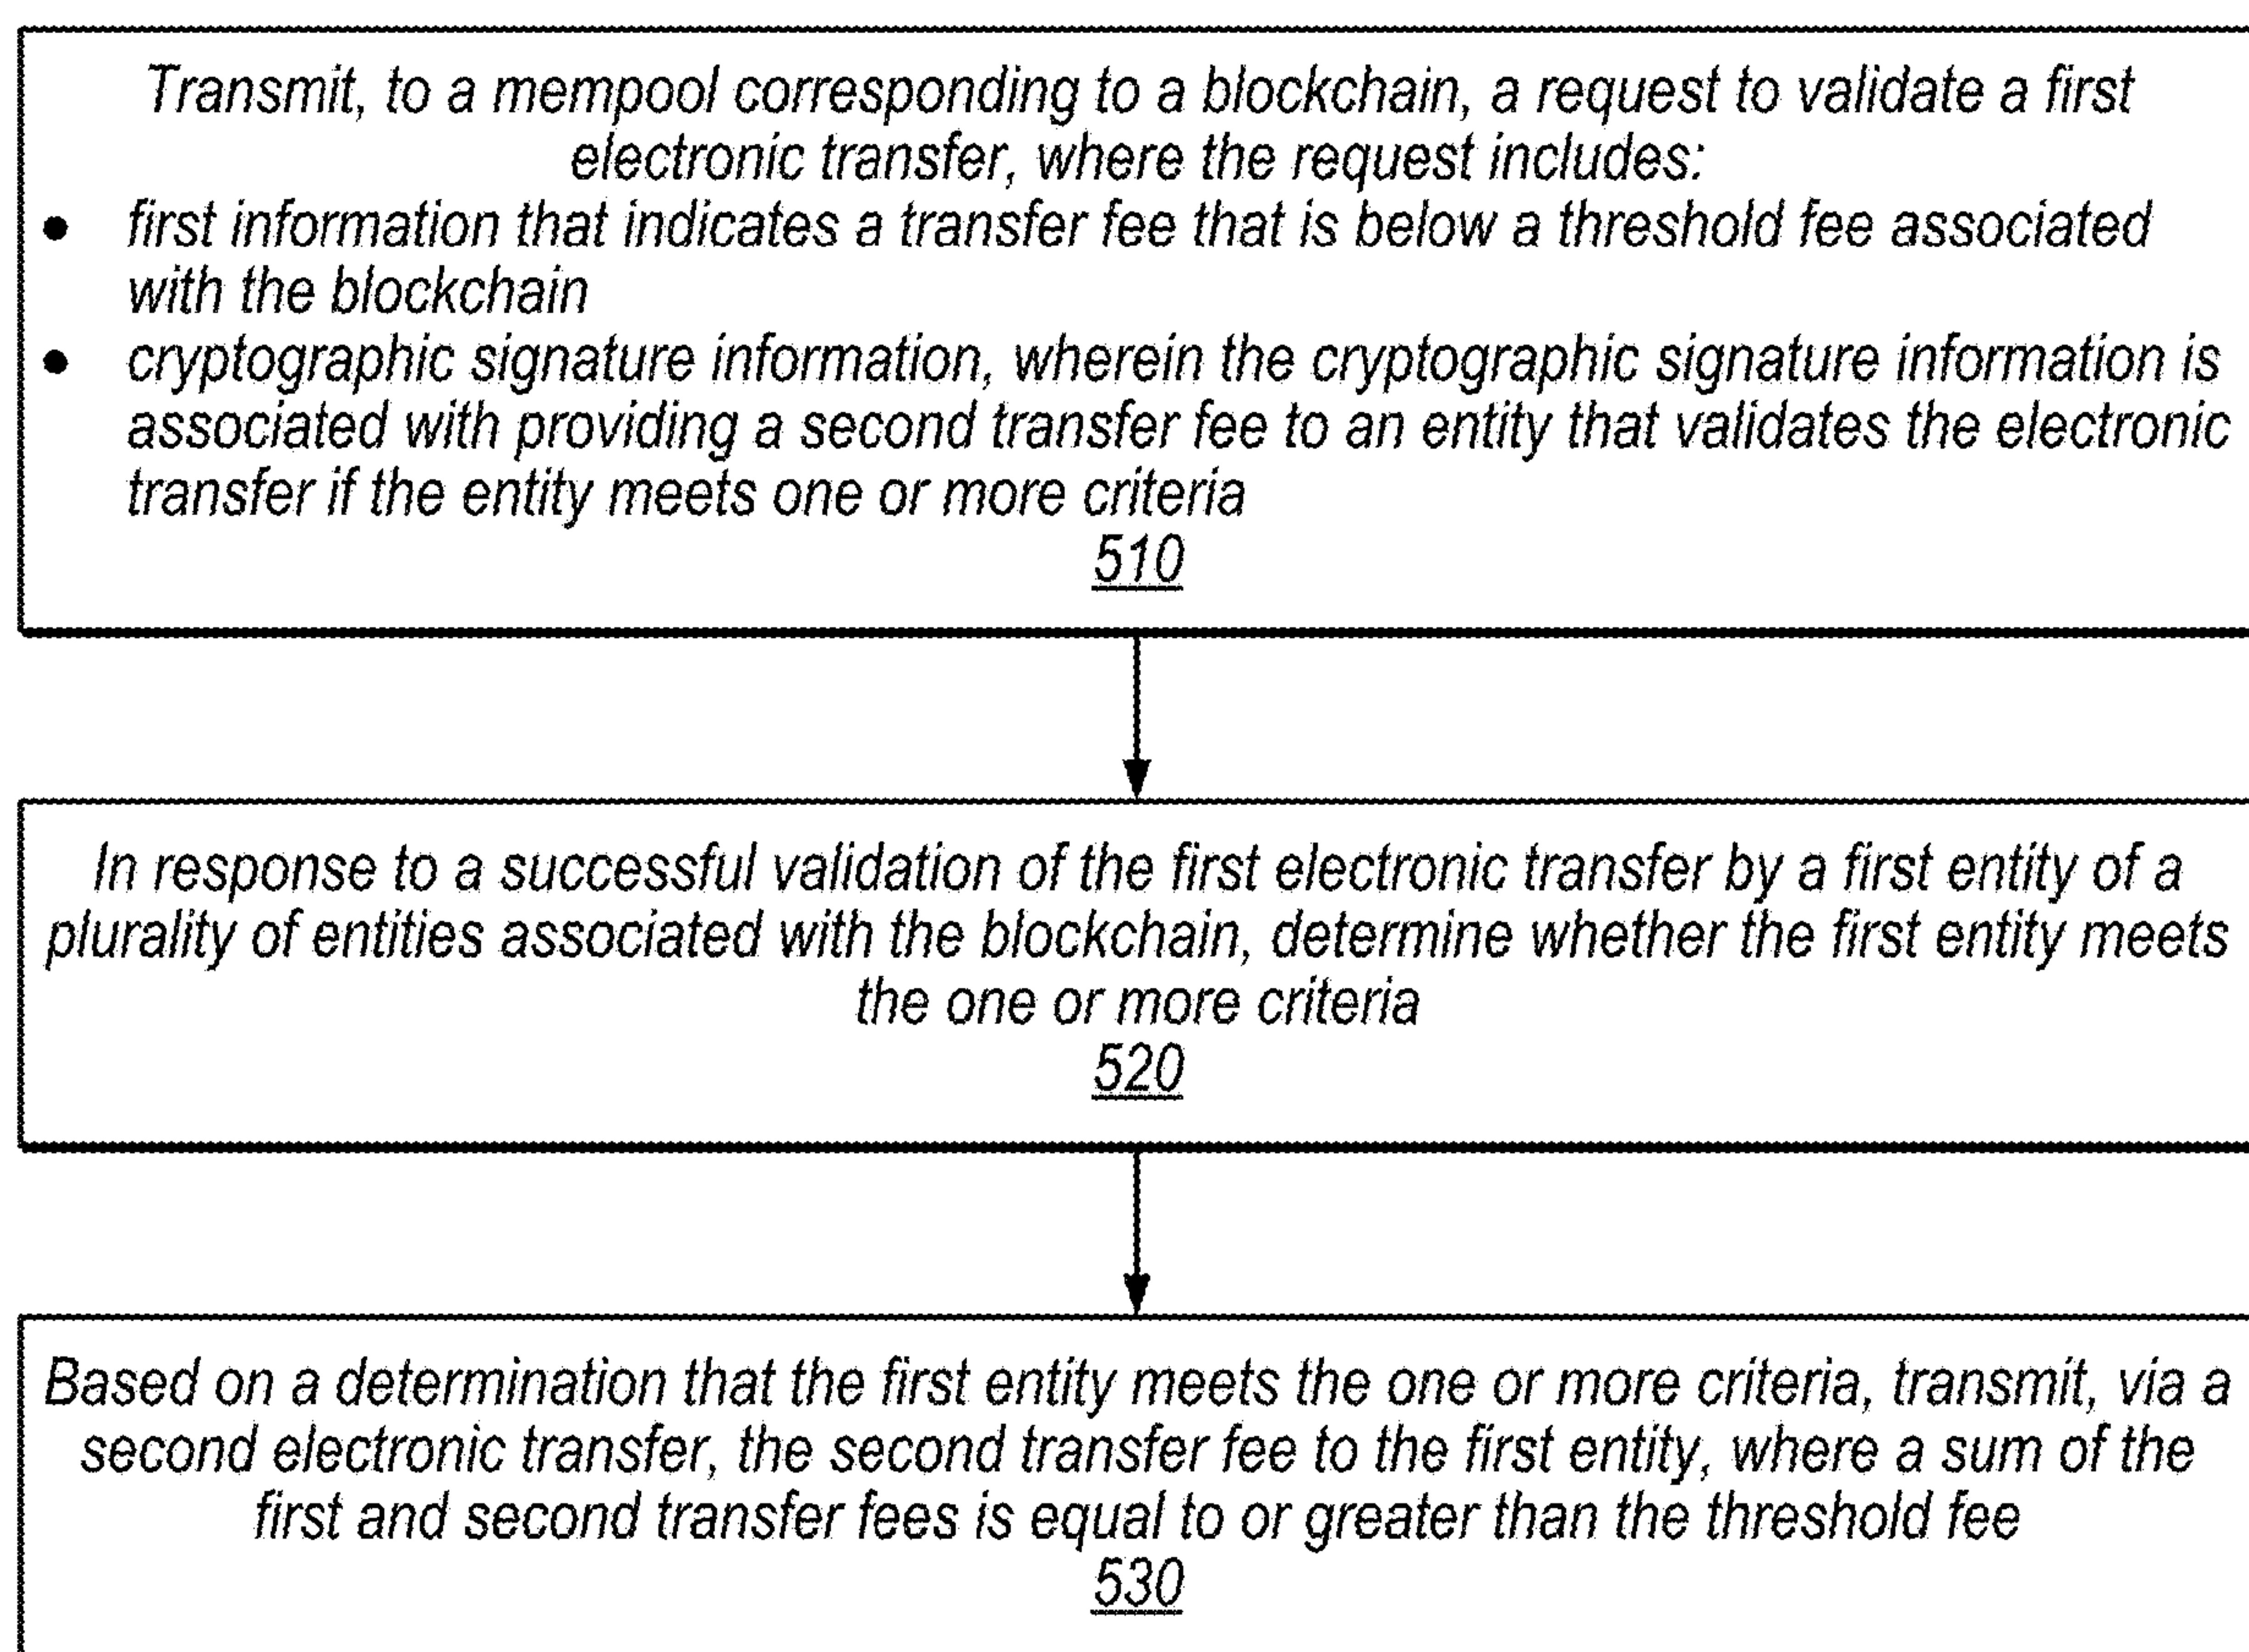 Transmit, to a mempool corresponding to a blockchain, a request to validate a first
electronic transfer, where the request includes:
• first information that indicates a transfer fee that is below a threshold fee associated
with the blockchain
• cryptographic signature information, wherein the cryptographic signature information is
associated with providing a second transfer fee to an entity that validates the electronic
transfer if the entity meets one or more criteria
510
In response to a successful validation of the first electronic transfer by a first entity of a
plurality of entities associated with the blockchain, determine whether the first entity meets
the one or more criteria
520
Based on a determination that the first entity meets the one or more criteria, transmit, via a
second electronic transfer, the second transfer fee to the first entity, where a sum of the
first and second transfer fees is equal to or greater than the threshold fee
530